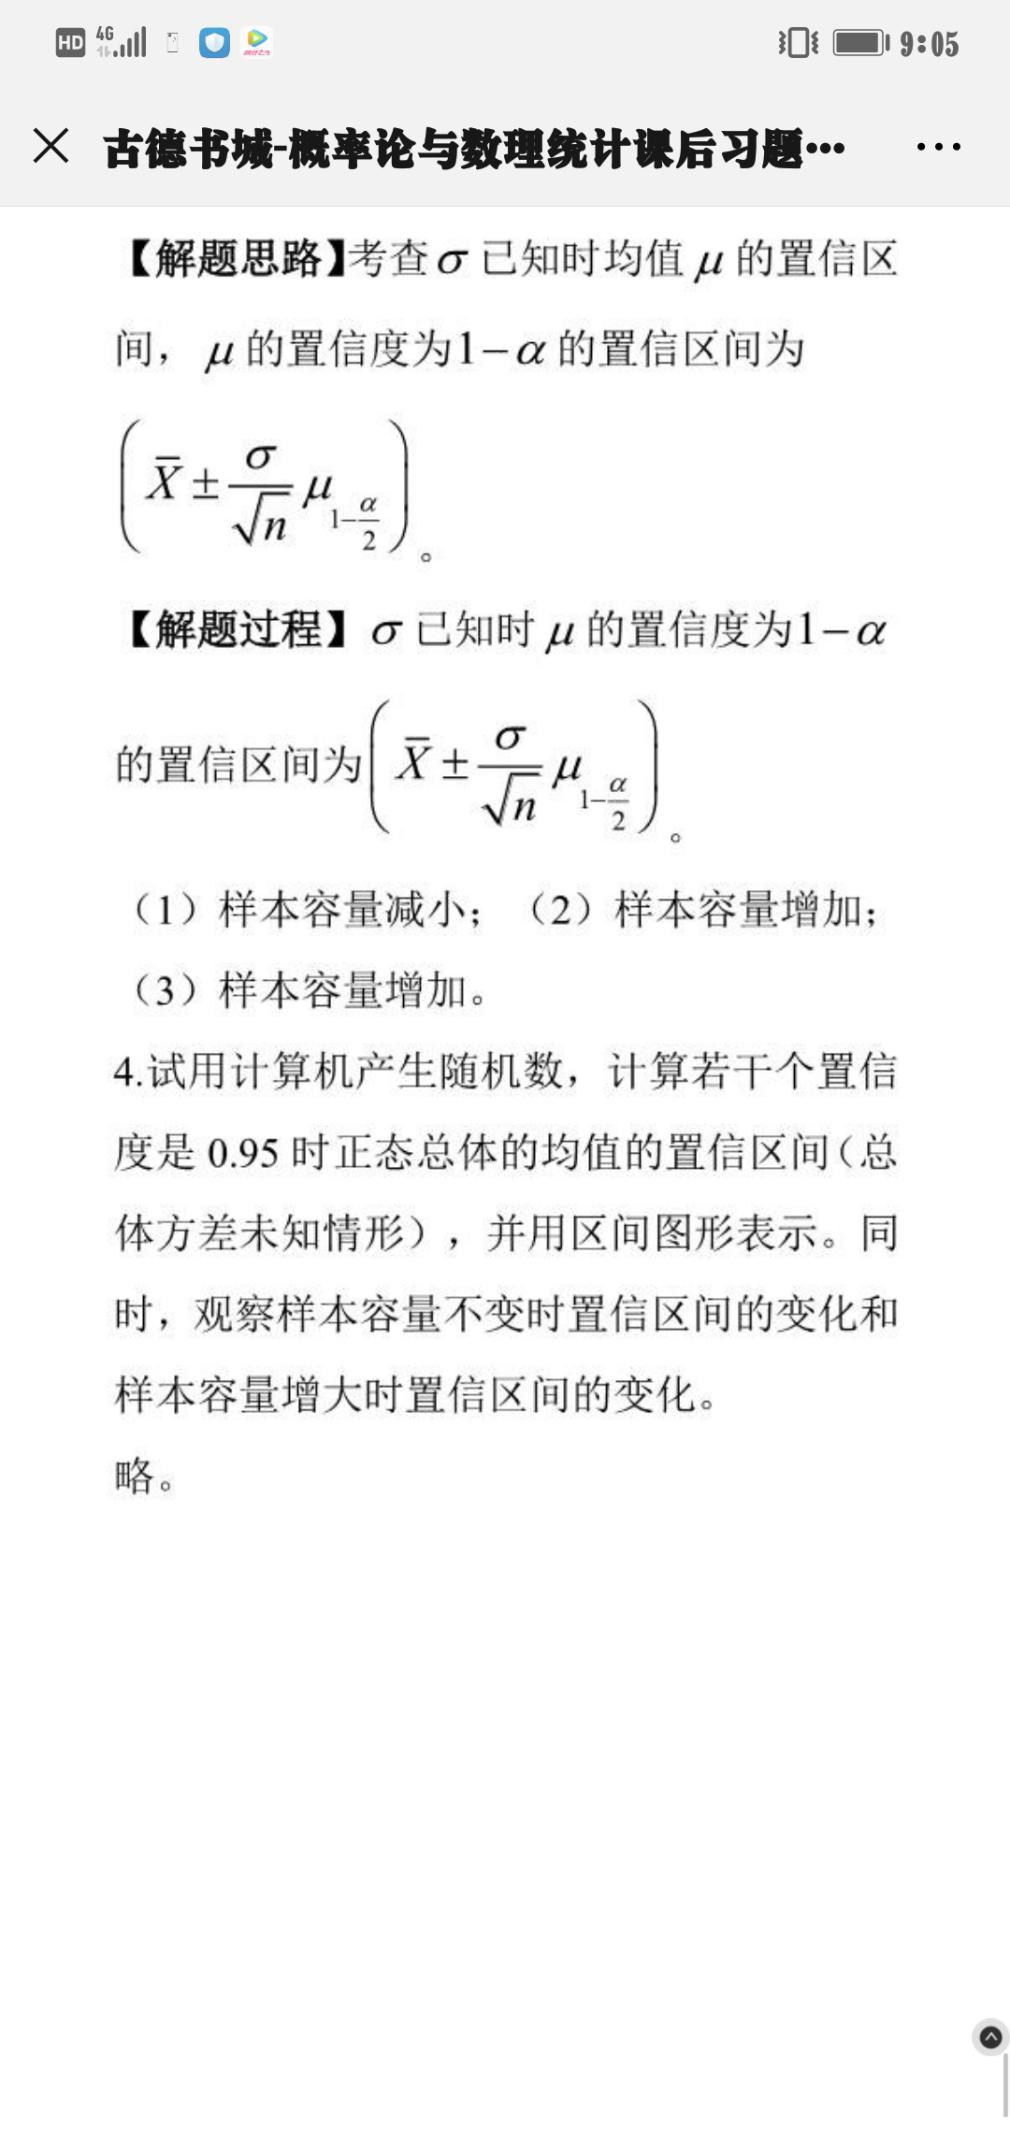 HD 4G 9:05
古德书城-概率论与数理统计课后习题… …
【解题思路】考查 σ 已知时均值 μ 的置信区
间， μ 的置信度为1−α 的置信区间为
(X̄ ± σ/√n μ_{1−α/2})。
【解题过程】σ 已知时 μ 的置信度为1−α
的置信区间为(X̄ ± σ/√n μ_{1−α/2})。
（1）样本容量减小；（2）样本容量增加；
（3）样本容量增加。
4.试用计算机产生随机数，计算若干个置信
度是 0.95 时正态总体的均值的置信区间（总
体方差未知情形），并用区间图形表示。同
时，观察样本容量不变时置信区间的变化和
样本容量增大时置信区间的变化。
略。